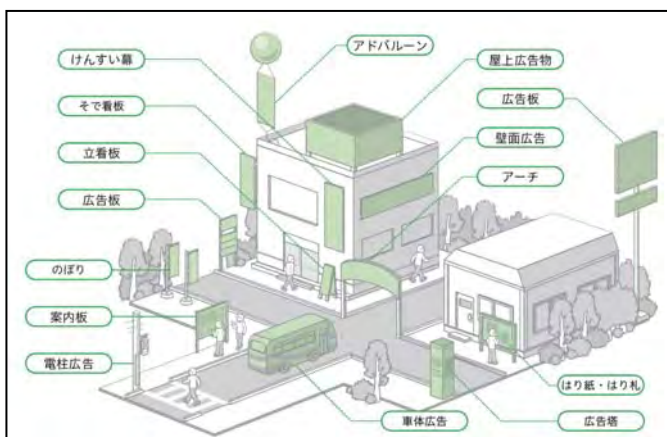 アドバルーン
けんすい幕
屋上広告物
広告板
そで看板
壁面広告
立看板
アーチ
広告板
のぼり
案内板
電柱広告
はり紙・はり札
車体広告
広告塔